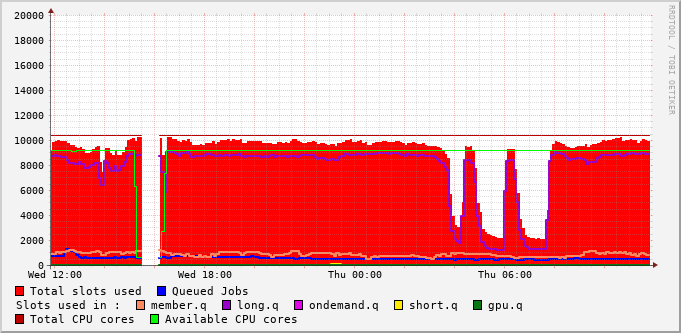 20000
18000
16000
14000
12000
10000
8000
6000
4000
2000
0
Wed 12:00 Wed 18:00 Thu 00:00 Thu 06:00
Total slots used Queued Jobs
Slots used in : member.q long.q ondemand.q short.q gpu.q
Total CPU cores Available CPU cores
RRDTOOL / TOBI OETIKER